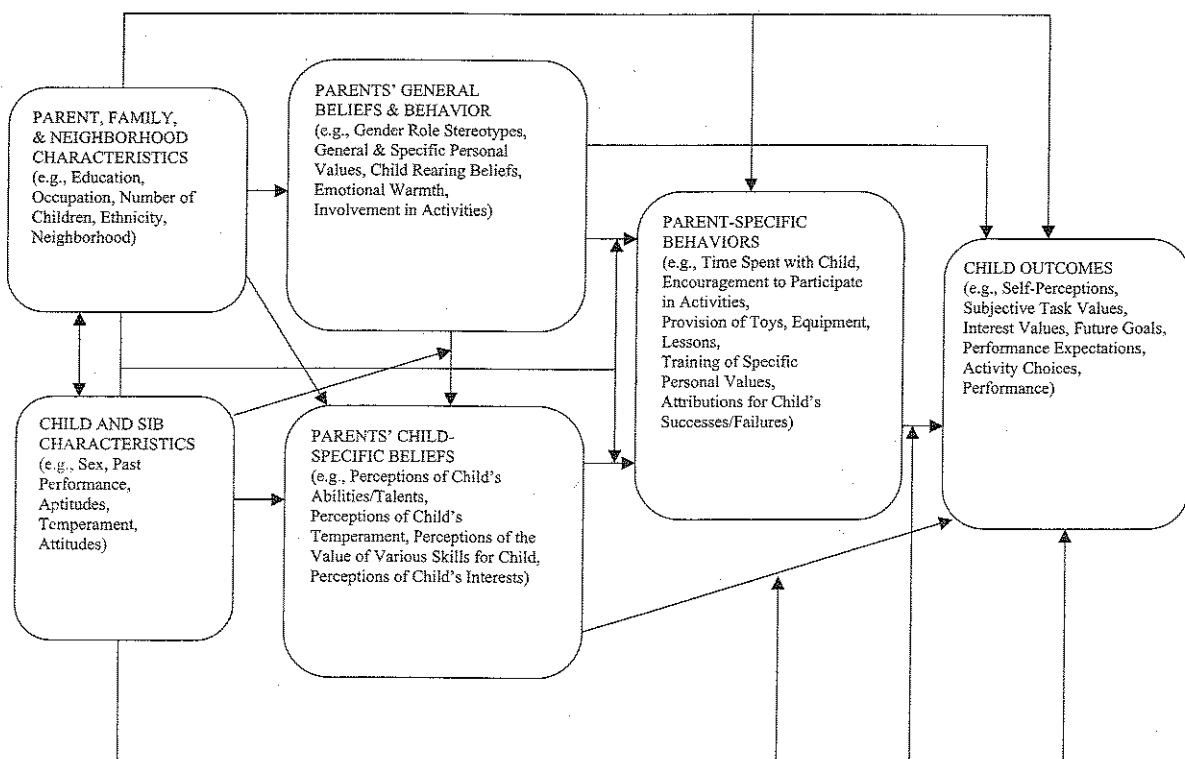 PARENT, FAMILY,
& NEIGHBORHOOD
CHARACTERISTICS
(e.g., Education,
Occupation, Number of
Children, Ethnicity,
Neighborhood)
PARENTS' GENERAL
BELIEFS & BEHAVIOR
(e.g., Gender Role Stereotypes,
General & Specific Personal
Values, Child Rearing Beliefs,
Emotional Warmth,
Involvement in Activities)
CHILD AND SIB
CHARACTERISTICS
(e.g., Sex, Past
Performance,
Aptitudes,
Temperament,
Attitudes)
PARENTS' CHILD-
SPECIFIC BELIEFS
(e.g., Perceptions of Child's
Abilities/Talents,
Perceptions of Child's
Temperament, Perceptions of the
Value of Various Skills for Child,
Perceptions of Child's Interests)
PARENT-SPECIFIC
BEHAVIORS
(e.g., Time Spent with Child,
Encouragement to Participate
in Activities,
Provision of Toys, Equipment,
Lessons,
Training of Specific
Personal Values,
Attributions for Child's
Successes/Failures)
CHILD OUTCOMES
(e.g., Self-Perceptions,
Subjective Task Values,
Interest Values, Future Goals,
Performance Expectations,
Activity Choices,
Performance)